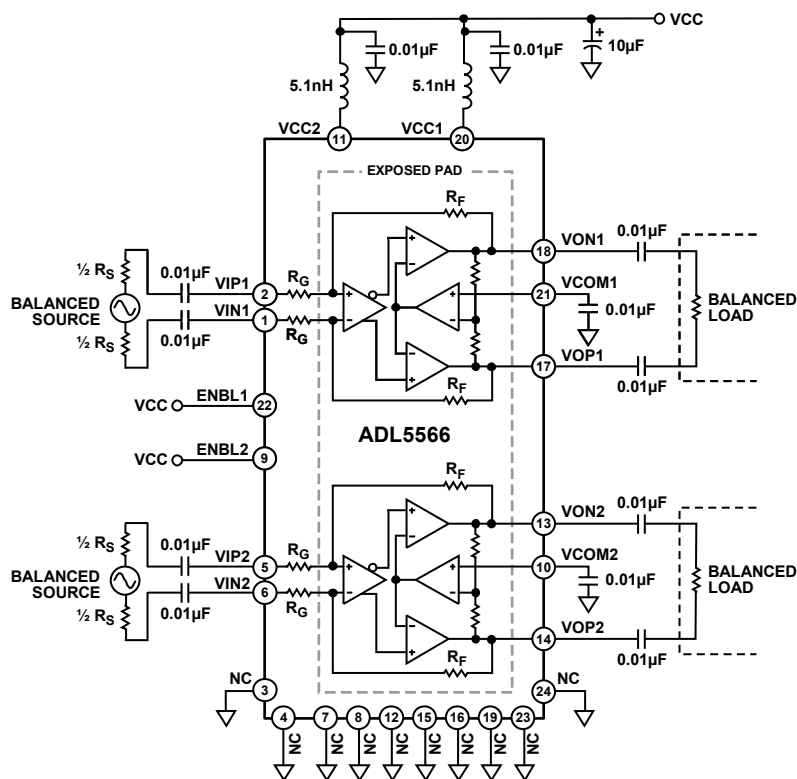 VCC
0.01µF
0.01µF
+
10µF
5.1nH
5.1nH
VCC2
VCC1
11
20
EXPOSED PAD
RF
½ RS
0.01µF
VIP1
2
RG
+
−
+
−
+
−
−
+
18
VON1
0.01µF
21
VCOM1
BALANCED
SOURCE
VIN1
1
RG
0.01µF
BALANCED
LOAD
½ RS
0.01µF
17
VOP1
RF
0.01µF
VCC
ENBL1
22
ADL5566
VCC
ENBL2
9
RF
½ RS
0.01µF
VIP2
5
RG
+
−
+
−
+
−
−
+
13
VON2
0.01µF
10
VCOM2
BALANCED
SOURCE
VIN2
6
RG
0.01µF
BALANCED
LOAD
½ RS
0.01µF
14
VOP2
RF
0.01µF
NC
3
24
NC
4
7
8
12
15
16
19
23
NC
NC
NC
NC
NC
NC
NC
NC